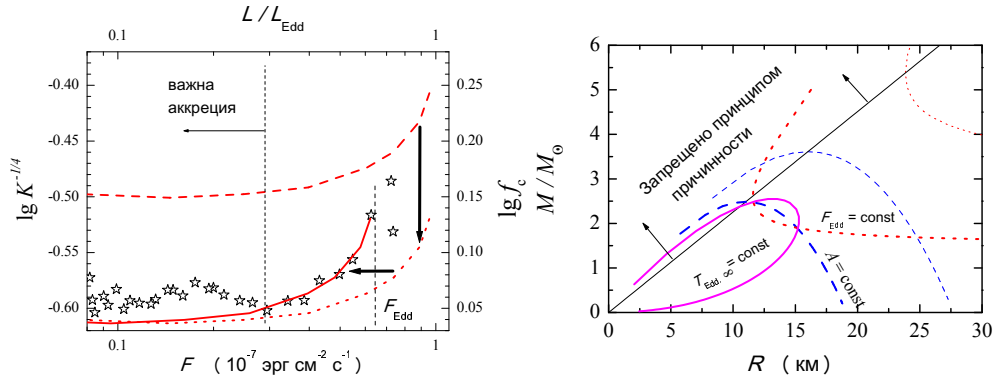 L / L_Edd
0.1
1
-0.40
-0.45
-0.50
-0.55
-0.60
lg K^{-1/4}
важна
аккреция
F_Edd
0.25
0.20
0.15
0.10
0.05
lg f_c
0.1
1
F ( 10^{-7} эрг см^{-2} с^{-1})
6
5
4
3
2
1
0
M / M_Θ
Запрещено принципом
причинности
F_Edd = const
T_Edd, ∞ = const
A = const
0
5
10
15
20
25
30
R ( км )